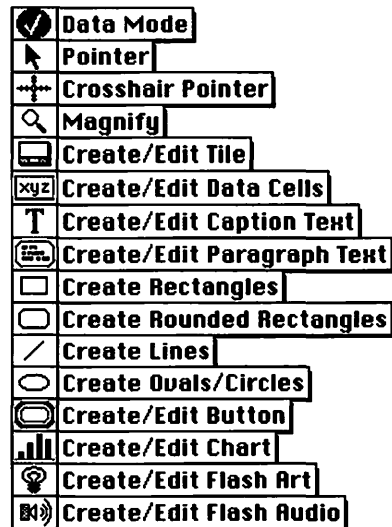 Data Mode
Pointer
Crosshair Pointer
Magnify
Create/Edit Tile
xyz Create/Edit Data Cells
T Create/Edit Caption Text
Create/Edit Paragraph Text
Create Rectangles
Create Rounded Rectangles
Create Lines
Create Ovals/Circles
Create/Edit Button
Create/Edit Chart
Create/Edit Flash Art
Create/Edit Flash Audio